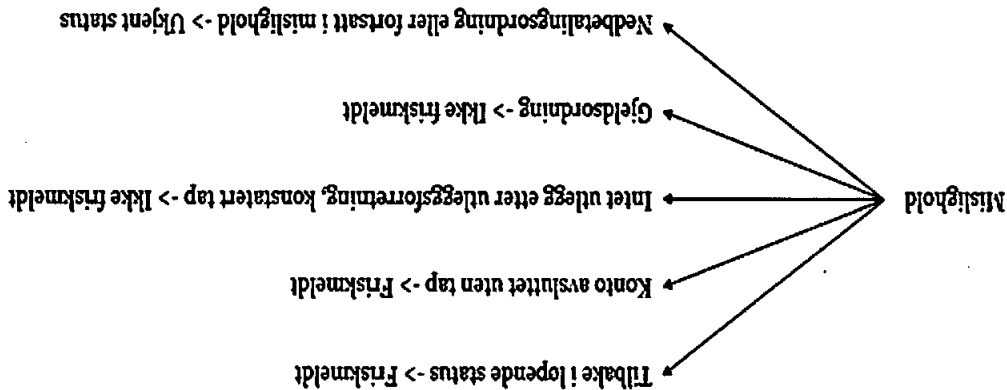 Tilbake i lopende status -> Friskmeldt
Konto avsluttet uten tap -> Friskmeldt
Mislighold
Intet utlegg etter utleggsforretning, konstatert tap -> Ikke friskmeldt
Gjeldsordning -> Ikke friskmeldt
Nedbetalingsordning eller fortsatt i mislighold -> Ukjent status